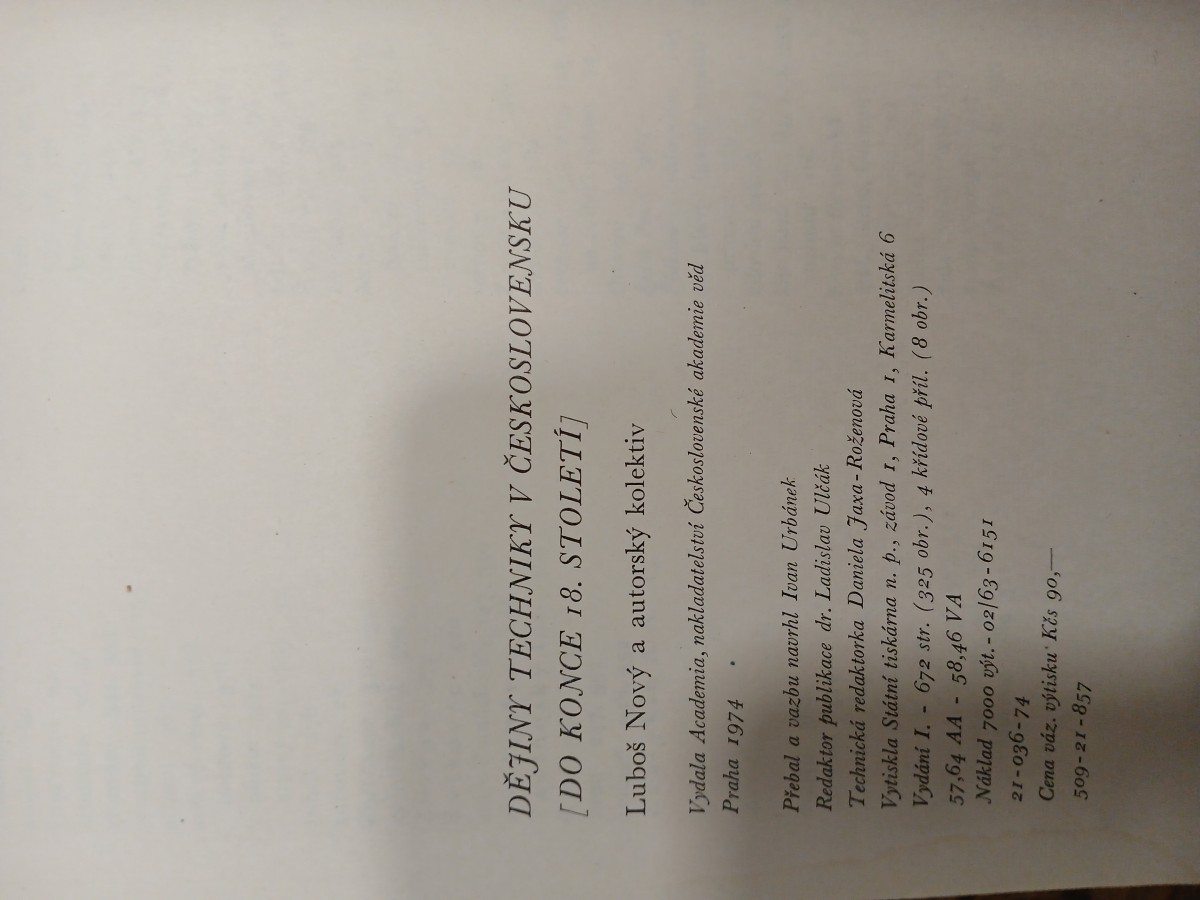 DĚJINY TECHNIKY V ČESKOSLOVENSKU
[DO KONCE 18. STOLETÍ]
Luboš Nový a autorský kolektiv
Vydala Academia, nakladatelství Československé akademie věd
Praha 1974
Přebal a vazbu navrhl Ivan Urbánek
Redaktor publikace dr. Ladislav Ulčák
Technická redaktorka Daniela Jaxa-Roženová
Vytiskla Státní tiskárna n. p., závod 1, Praha 1, Karmelitská 6
Vydání I. - 672 str. (325 obr.), 4 křídové příl. (8 obr.)
57,64 AA - 58,46 VA
Náklad 7000 výt. - 02/63-6151
21-036-74
Cena váz. výtisku Kčs 90,—
509-21-857